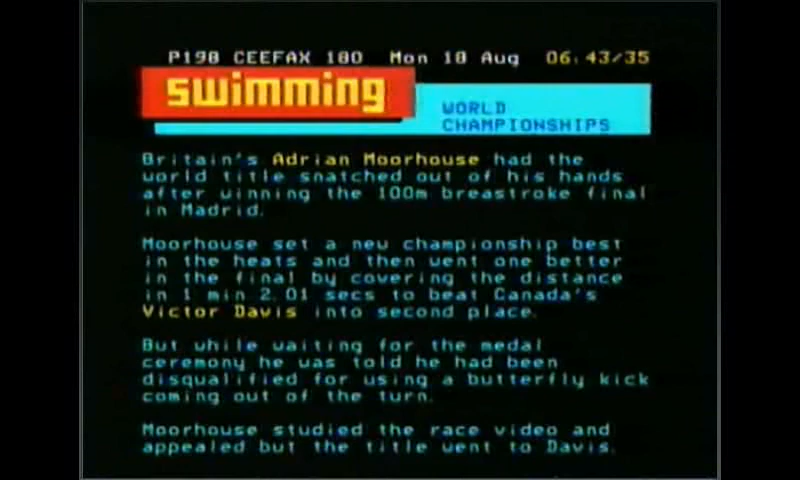 P198 CEEFAX 180 Mon 18 Aug 06.43/35
swimming
WORLD
CHAMPIONSHIPS
Britain's Adrian Moorhouse had the
world title snatched out of his hands
after winning the 100m breastroke final
in Madrid.
Moorhouse set a new championship best
in the heats and then went one better
in the final by covering the distance
in 1 min 2.01 secs to beat Canada's
Victor Davis into second place.
But while waiting for the medal
ceremony he was told he had been
disqualified for using a butterfly kick
coming out of the turn.
Moorhouse studied the race video and
appealed but the title went to Davis.